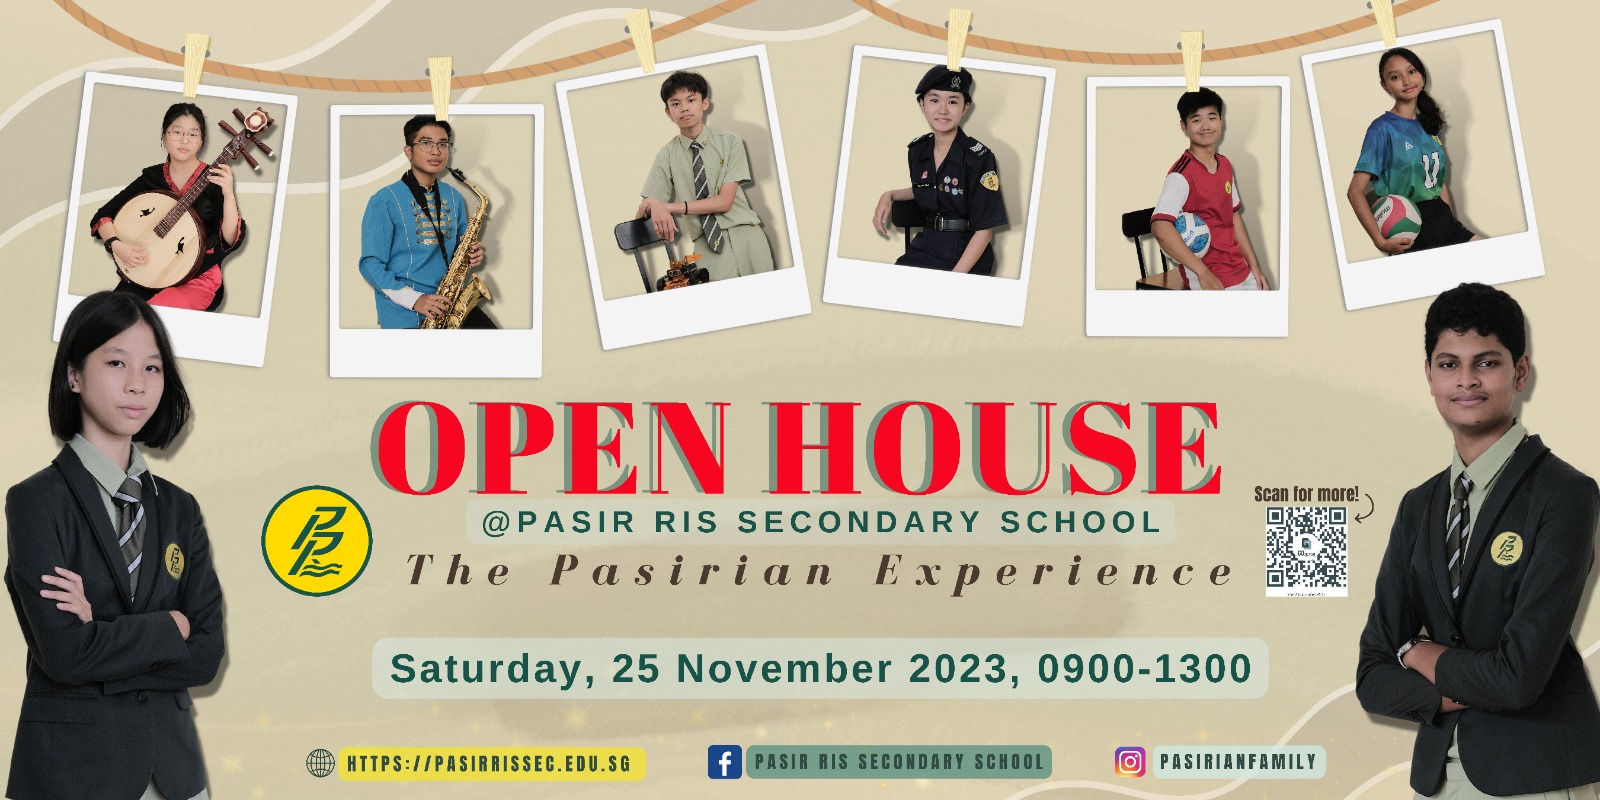 11
OPEN HOUSE
@PASIR RIS SECONDARY SCHOOL
The Pasirian Experience
Scan for more!
Saturday, 25 November 2023, 0900-1300
HTTPS://PASIRRISSEC.EDU.SG
PASIR RIS SECONDARY SCHOOL
PASIRIANFAMILY